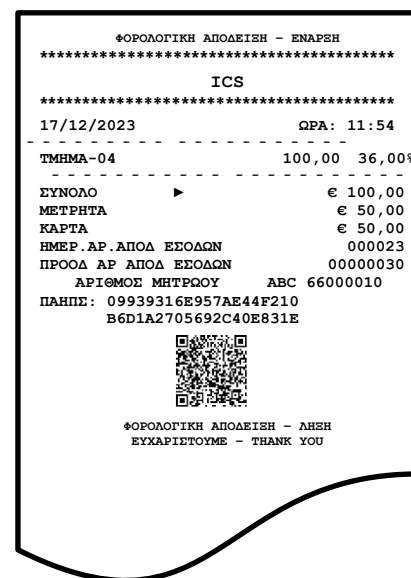 ΦΟΡΟΛΟΓΙΚΗ ΑΠΟΔΕΙΞΗ – ΕΝΑΡΞΗ
******************************************
ICS
******************************************
17/12/2023 ΩΡΑ: 11:54
- - - - - - - - - - - - - - - - - - - -
ΤΜΗΜΑ-04 100,00 36,00%
- - - - - - - - - - - - - - - - - - - -
ΣΥΝΟΛΟ ► € 100,00
ΜΕΤΡΗΤΑ € 50,00
ΚΑΡΤΑ € 50,00
ΗΜΕΡ.ΑΡ.ΑΠΟΔ ΕΣΟΔΩΝ 000023
ΠΡΟΟΔ ΑΡ ΑΠΟΔ ΕΣΟΔΩΝ 00000030
ΑΡΙΘΜΟΣ ΜΗΤΡΩΟΥ ABC 66000010
ΠΑΗΠΣ: 09939316E957AE44F210
B6D1A2705692C40E831E
ΦΟΡΟΛΟΓΙΚΗ ΑΠΟΔΕΙΞΗ – ΛΗΞΗ
ΕΥΧΑΡΙΣΤΟΥΜΕ – THANK YOU